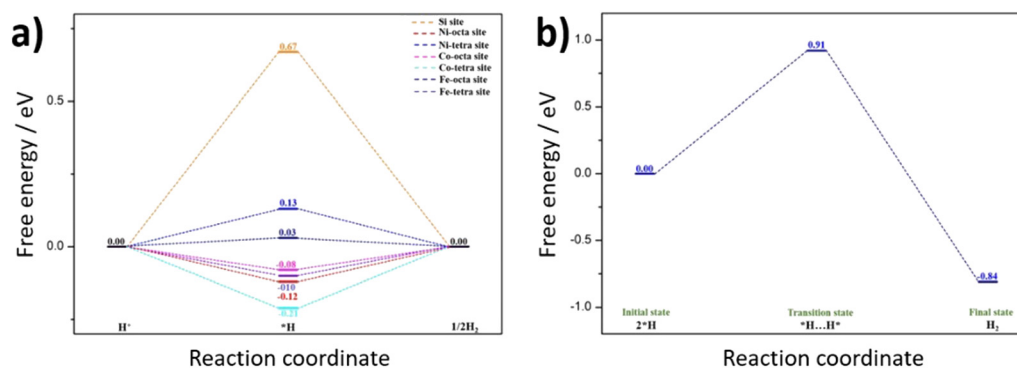 a)
Free energy / eV
0.5
0.0
Si site
Ni-octa site
Ni-tetra site
Co-octa site
Co-tetra site
Fe-octa site
Fe-tetra site
0.67
0.13
0.00
0.03
0.00
-0.08
-010
-0.12
-0.21
H+
*H
1/2H2
Reaction coordinate
b)
Free energy / eV
1.0
0.5
0.0
-0.5
-1.0
0.91
0.00
-0.84
Initial state
Transition state
Final state
2*H
*H...H*
H2
Reaction coordinate